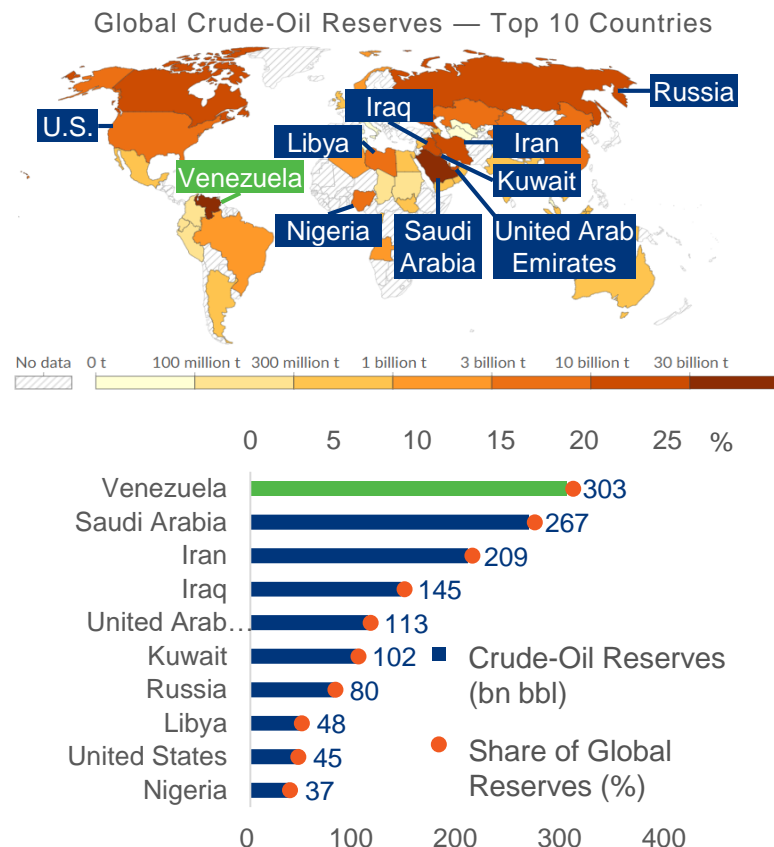 Global Crude-Oil Reserves — Top 10 Countries
Russia
Iraq
U.S.
Libya
Iran
Venezuela
Kuwait
Nigeria
Saudi
Arabia
United Arab
Emirates
No data
0 t
100 million t
300 million t
1 billion t
3 billion t
10 billion t
30 billion t
0 5 10 15 20 25 %
Venezuela 303
Saudi Arabia 267
Iran 209
Iraq 145
United Arab… 113
Kuwait 102
Russia 80
Libya 48
United States 45
Nigeria 37
Crude-Oil Reserves
(bn bbl)
Share of Global
Reserves (%)
0 100 200 300 400